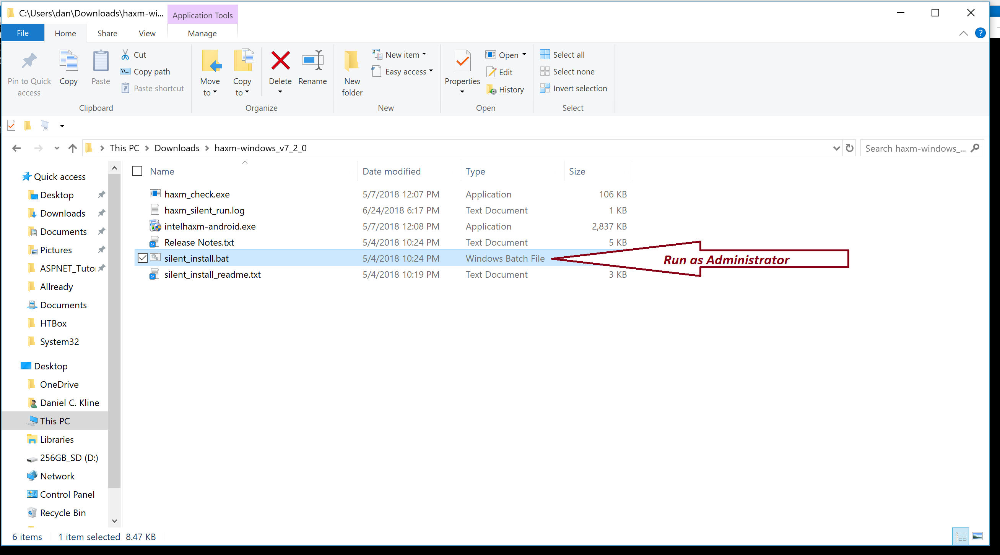 C:\Users\dan\Downloads\haxm-wi...
Application Tools
File
Home
Share
View
Manage
?
Pin to Quick access
Copy
Paste
Cut
Copy path
Paste shortcut
Clipboard
Move to
Copy to
Delete
Rename
Organize
New folder
New item
Easy access
New
Properties
Open
Edit
History
Open
Select all
Select none
Invert selection
Select
This PC > Downloads > haxm-windows_v7_2_0
Search haxm-windows_...
Name Date modified Type Size
haxm_check.exe 5/7/2018 12:07 PM Application 106 KB
haxm_silent_run.log 6/24/2018 6:17 PM Text Document 1 KB
intelhaxm-android.exe 5/7/2018 12:08 PM Application 2,837 KB
Release Notes.txt 5/4/2018 10:24 PM Text Document 5 KB
silent_install.bat 5/4/2018 10:24 PM Windows Batch File
Run as Administrator
silent_install_readme.txt 5/4/2018 10:19 PM Text Document 3 KB
Quick access
Desktop
Downloads
Documents
Pictures
ASPNET_Tuto
Allready
Documents
HTBox
System32
Desktop
OneDrive
Daniel C. Kline
This PC
Libraries
256GB_SD (D:)
Network
Control Panel
Recycle Bin
6 items 1 item selected 8.47 KB